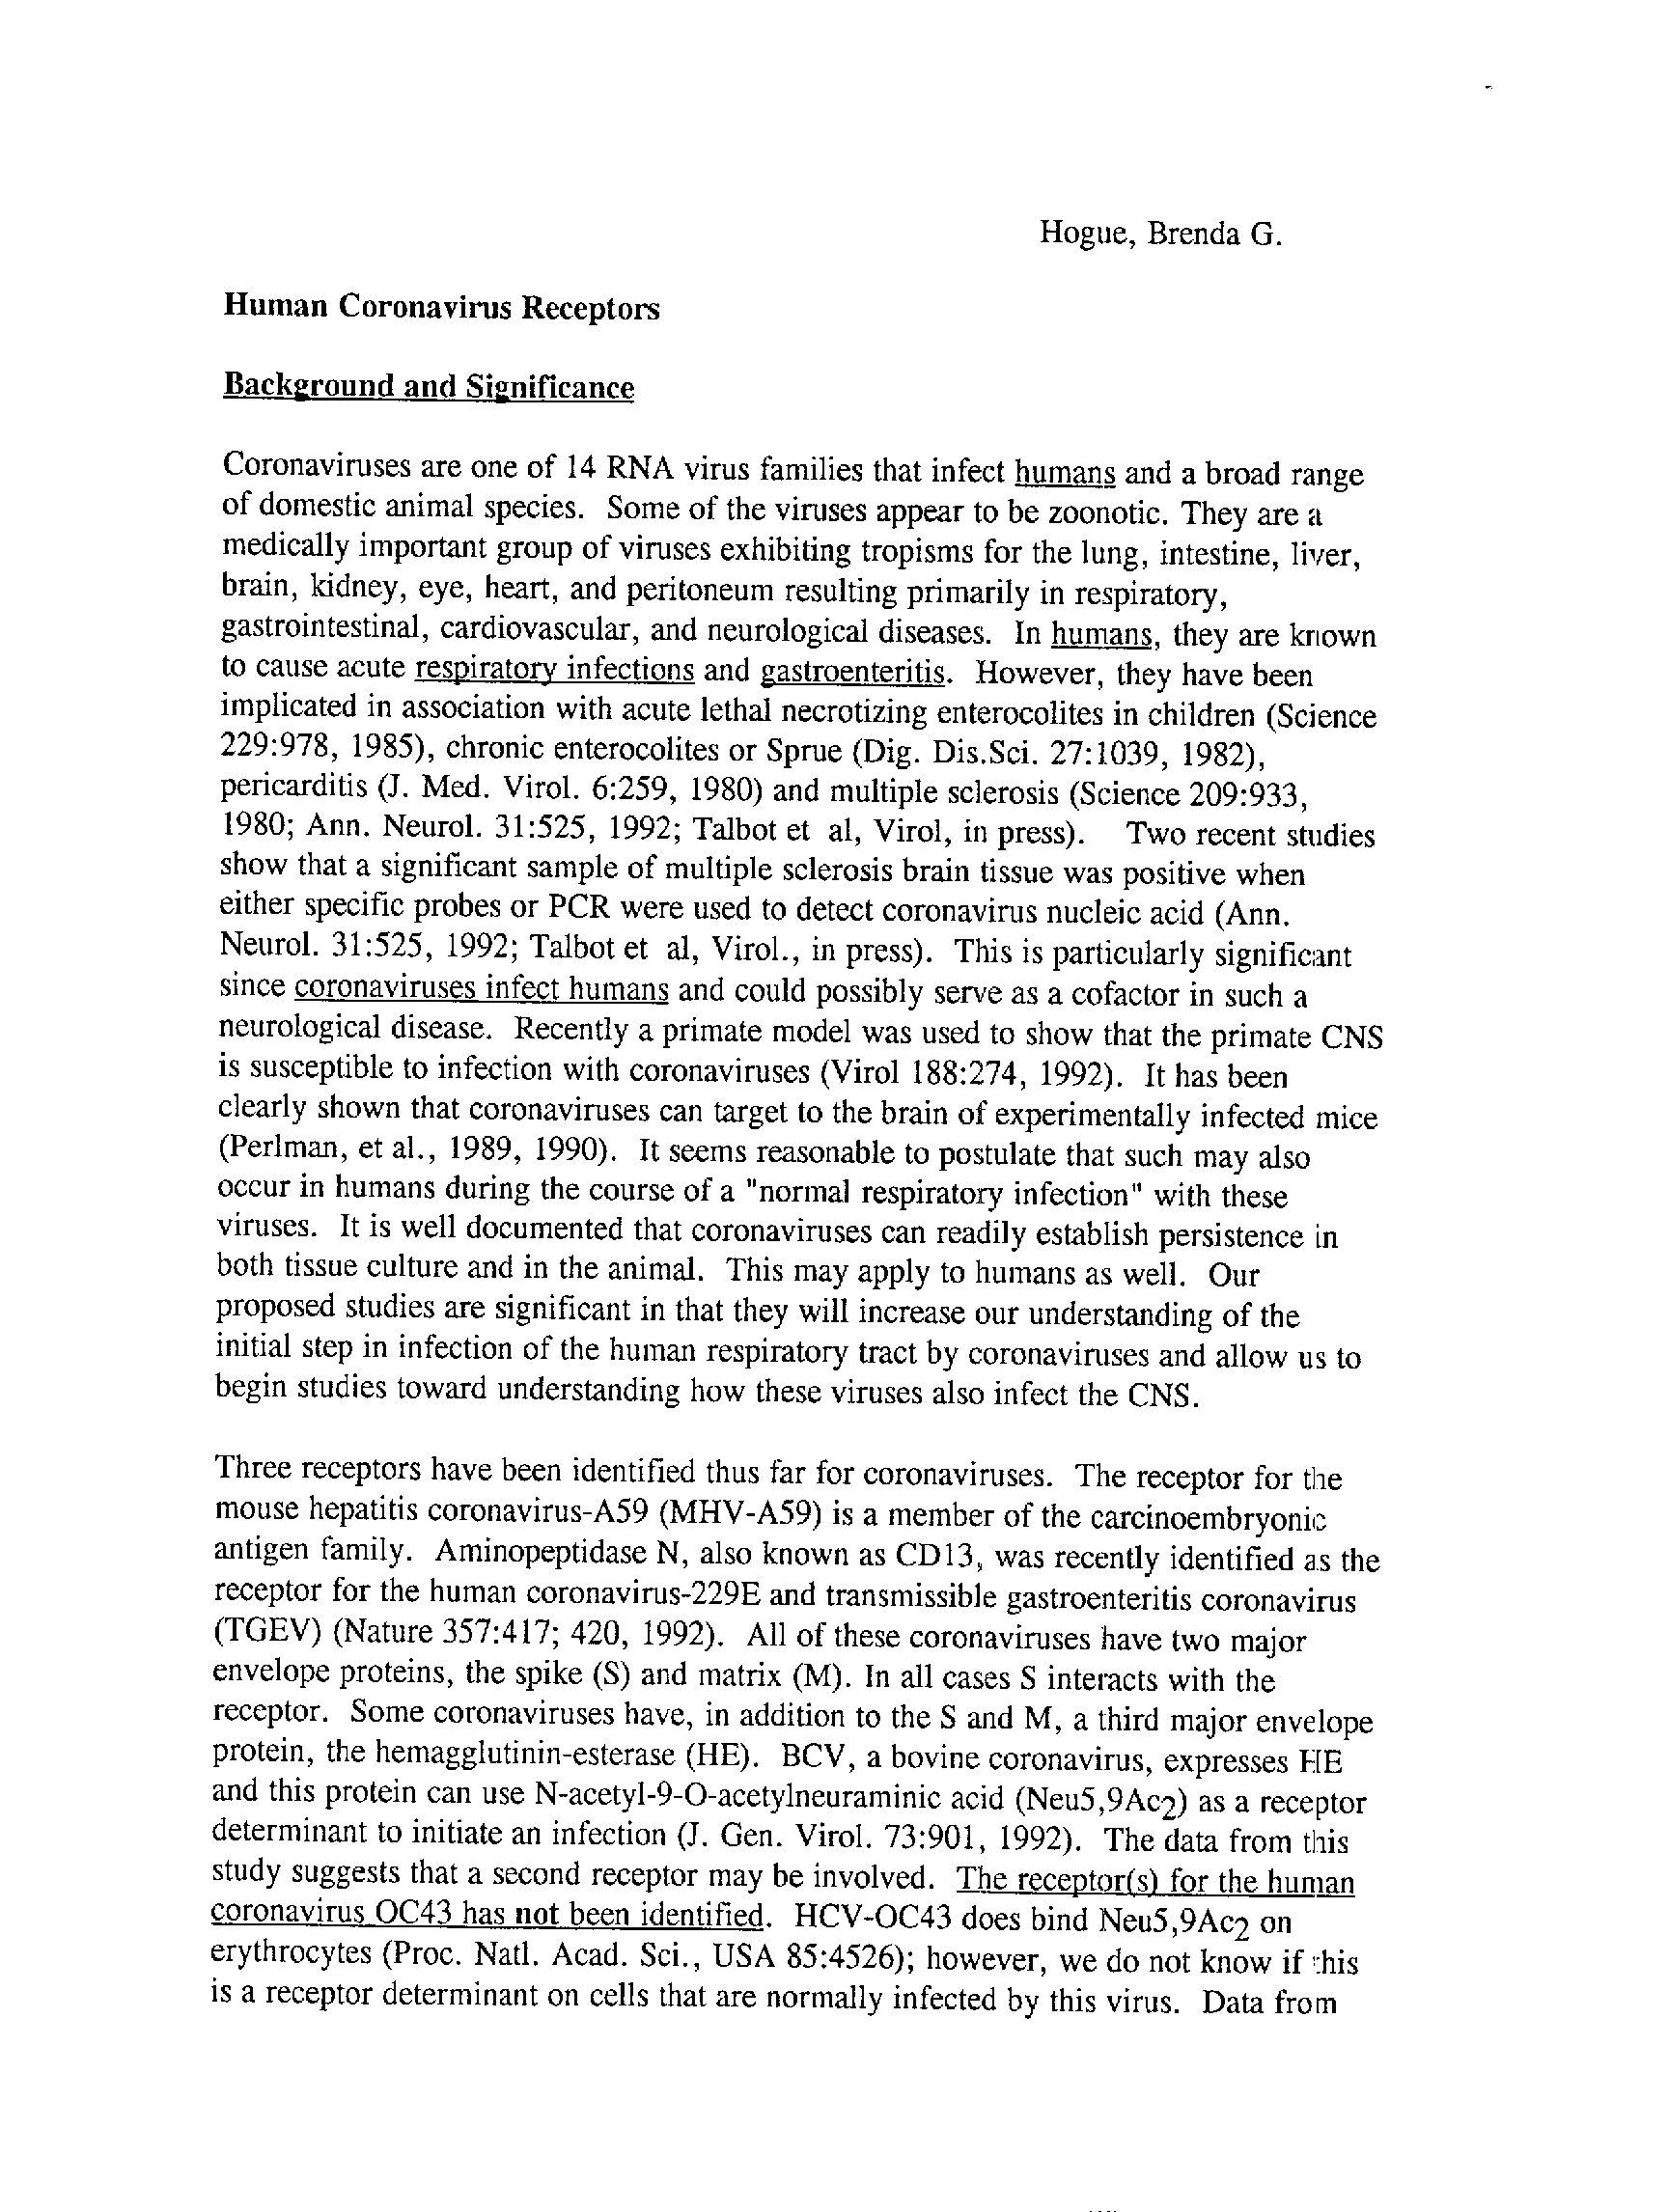 Hogue, Brenda G.
Human Coronavirus Receptors
Background and Significance
Coronaviruses are one of 14 RNA virus families that infect humans and a broad range
of domestic animal species. Some of the viruses appear to be zoonotic. They are a
medically important group of viruses exhibiting tropisms for the lung, intestine, liver,
brain, kidney, eye, heart, and peritoneum resulting primarily in respiratory,
gastrointestinal, cardiovascular, and neurological diseases. In humans, they are known
to cause acute respiratory infections and gastroenteritis. However, they have been
implicated in association with acute lethal necrotizing enterocolites in children (Science
229:978, 1985), chronic enterocolites or Sprue (Dig. Dis.Sci. 27:1039, 1982),
pericarditis (J. Med. Virol. 6:259, 1980) and multiple sclerosis (Science 209:933,
1980; Ann. Neurol. 31:525, 1992; Talbot et al, Virol, in press). Two recent studies
show that a significant sample of multiple sclerosis brain tissue was positive when
either specific probes or PCR were used to detect coronavirus nucleic acid (Ann.
Neurol. 31:525, 1992; Talbot et al, Virol., in press). This is particularly significant
since coronaviruses infect humans and could possibly serve as a cofactor in such a
neurological disease. Recently a primate model was used to show that the primate CNS
is susceptible to infection with coronaviruses (Virol 188:274, 1992). It has been
clearly shown that coronaviruses can target to the brain of experimentally infected mice
(Perlman, et al., 1989, 1990). It seems reasonable to postulate that such may also
occur in humans during the course of a "normal respiratory infection" with these
viruses. It is well documented that coronaviruses can readily establish persistence in
both tissue culture and in the animal. This may apply to humans as well. Our
proposed studies are significant in that they will increase our understanding of the
initial step in infection of the human respiratory tract by coronaviruses and allow us to
begin studies toward understanding how these viruses also infect the CNS.
Three receptors have been identified thus far for coronaviruses. The receptor for the
mouse hepatitis coronavirus-A59 (MHV-A59) is a member of the carcinoembryonic
antigen family. Aminopeptidase N, also known as CD13, was recently identified as the
receptor for the human coronavirus-229E and transmissible gastroenteritis coronavirus
(TGEV) (Nature 357:417; 420, 1992). All of these coronaviruses have two major
envelope proteins, the spike (S) and matrix (M). In all cases S interacts with the
receptor. Some coronaviruses have, in addition to the S and M, a third major envelope
protein, the hemagglutinin-esterase (HE). BCV, a bovine coronavirus, expresses HE
and this protein can use N-acetyl-9-O-acetylneuraminic acid (Neu5,9Ac2) as a receptor
determinant to initiate an infection (J. Gen. Virol. 73:901, 1992). The data from this
study suggests that a second receptor may be involved. The receptor(s) for the human
coronavirus OC43 has not been identified. HCV-OC43 does bind Neu5,9Ac2 on
erythrocytes (Proc. Natl. Acad. Sci., USA 85:4526); however, we do not know if this
is a receptor determinant on cells that are normally infected by this virus. Data from